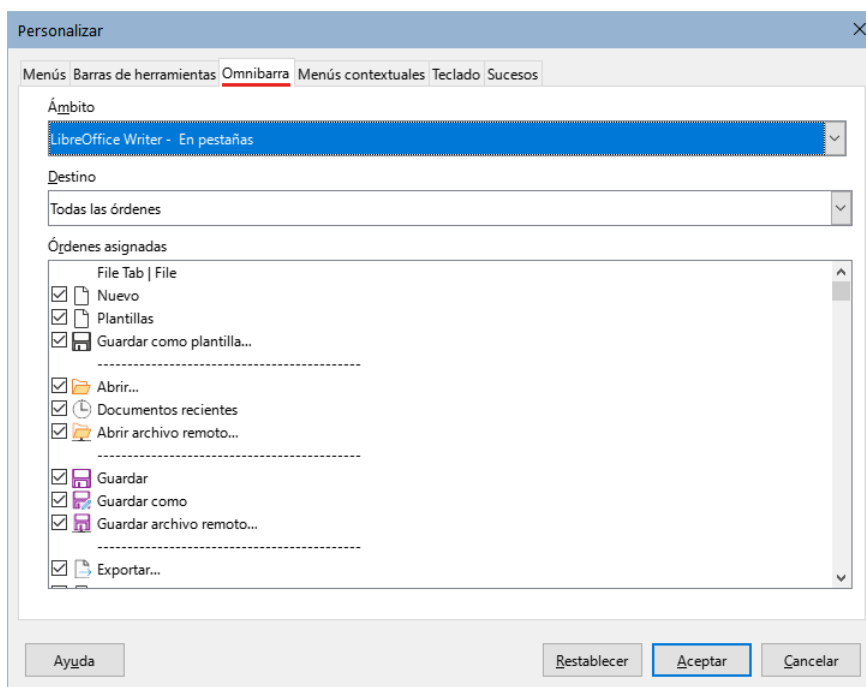 Personalizar
Menús Barras de herramientas Omnibarra Menús contextuales Teclado Sucesos
Ámbito
LibreOffice Writer - En pestañas
Destino
Todas las órdenes
Órdenes asignadas
File Tab | File
Nuevo
Plantillas
Guardar como plantilla...
--------------------------------------------
Abrir...
Documentos recientes
Abrir archivo remoto...
--------------------------------------------
Guardar
Guardar como
Guardar archivo remoto...
--------------------------------------------
Exportar...
Ayuda Restablecer Aceptar Cancelar